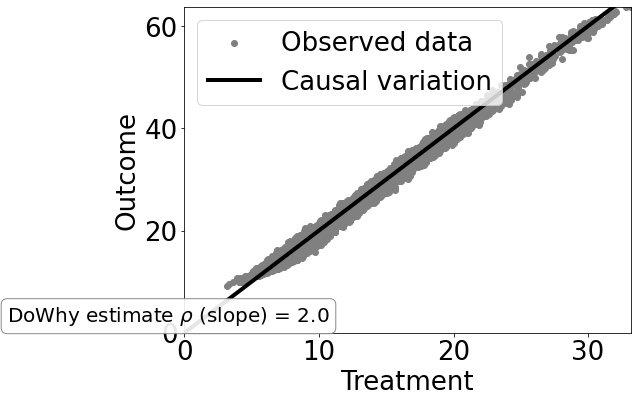 60
Observed data
Causal variation
40
Outcome
20
DoWhy estimate ρ (slope) = 2.0
0
0 10 20 30
Treatment